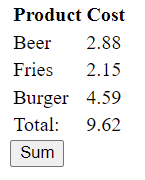 Product Cost
Beer 2.88
Fries 2.15
Burger 4.59
Total: 9.62
Sum